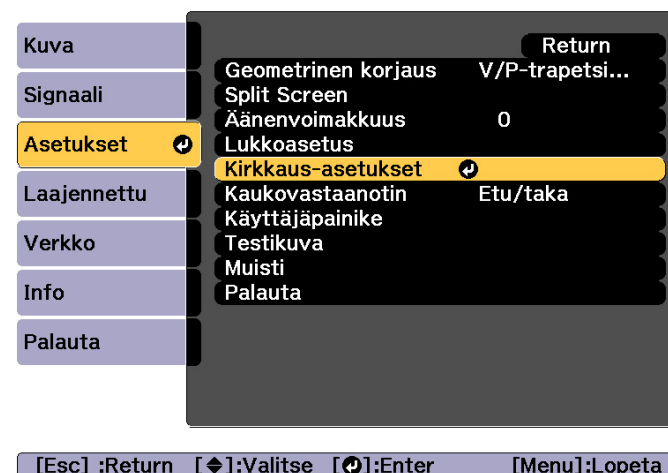 Kuva
Signaali
Asetukset
Laajennettu
Verkko
Info
Palauta
Return
Geometrinen korjaus V/P-trapetsi...
Split Screen
Äänenvoimakkuus 0
Lukkoasetus
Kirkkaus-asetukset
Kaukovastaanotin Etu/taka
Käyttäjäpainike
Testikuva
Muisti
Palauta
[Esc] :Return [◆]:Valitse [⏎]:Enter [Menu]:Lopeta